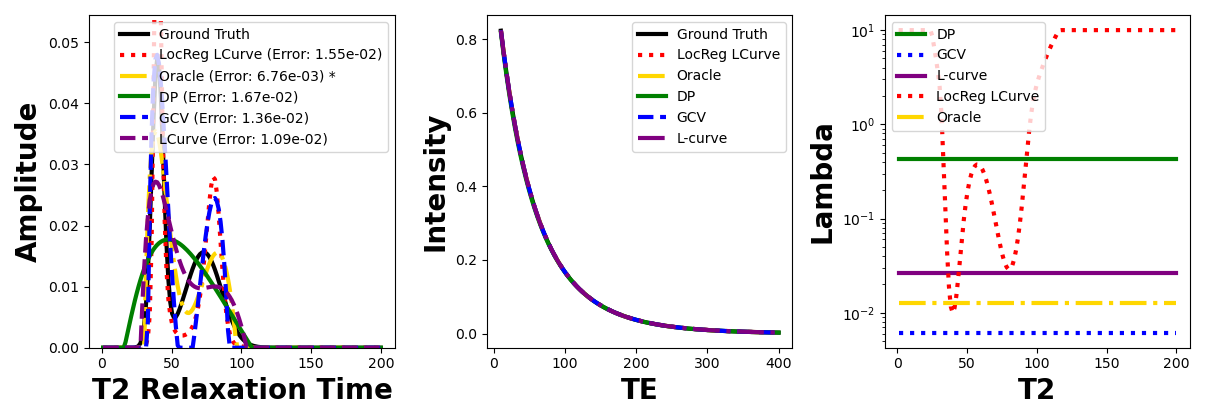 Amplitude
0.05
0.04
0.03
0.02
0.01
0.00
Ground Truth
LocReg LCurve (Error: 1.55e-02)
Oracle (Error: 6.76e-03) *
DP (Error: 1.67e-02)
GCV (Error: 1.36e-02)
LCurve (Error: 1.09e-02)
0 50 100 150 200
T2 Relaxation Time
Intensity
0.8
0.6
0.4
0.2
0.0
Ground Truth
LocReg LCurve
Oracle
DP
GCV
L-curve
0 100 200 300 400
TE
Lambda
10¹
10⁰
10⁻¹
10⁻²
DP
GCV
L-curve
LocReg LCurve
Oracle
0 50 100 150 200
T2